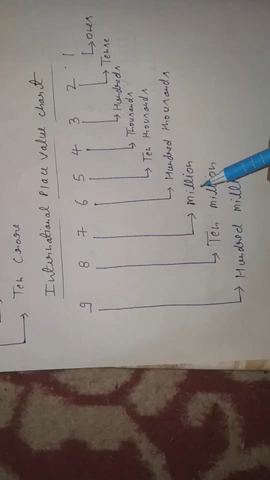 Ten Crore
International Place value chart
9 8 7 6 5 4 3 2 1
Ones
Tens
Hundreds
Thousands
Ten thousands
Hundred thousands
Million
Ten million
Hundred mill